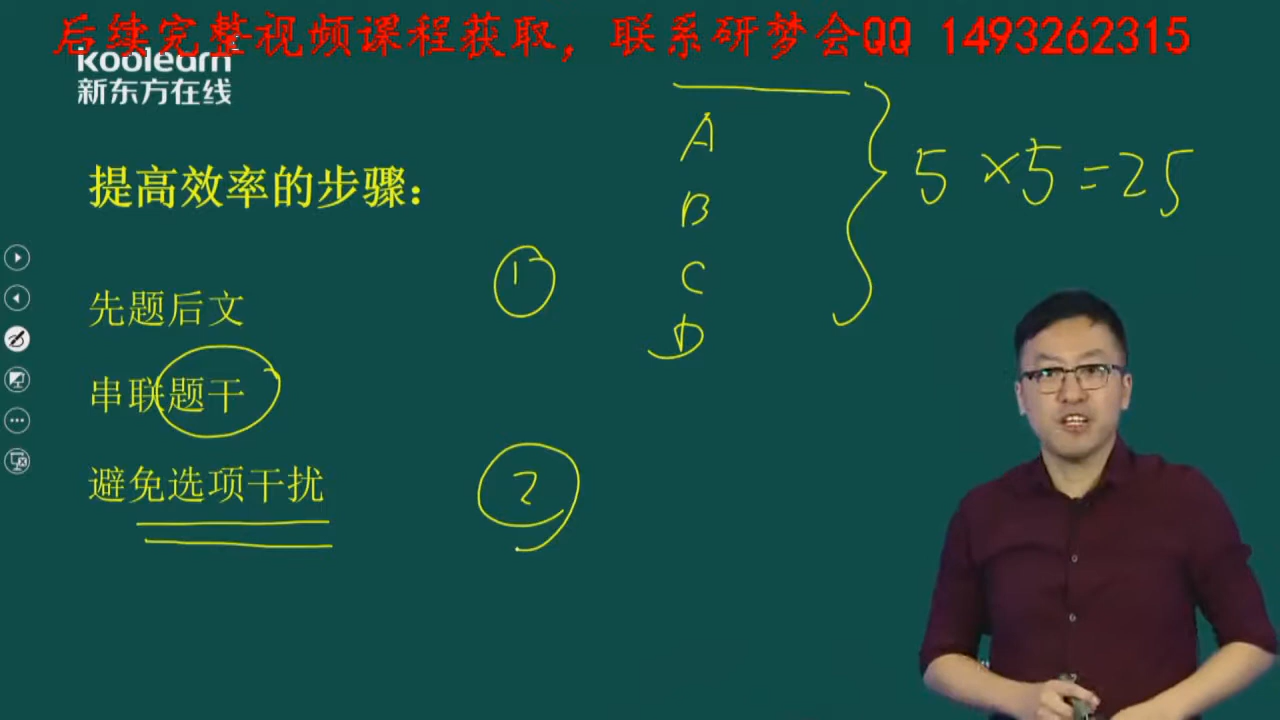 后续完整视频课程获取，联系研梦会QQ 1493262315
koolearn
新东方在线
提高效率的步骤：
先题后文
串联题干
避免选项干扰
①
②
A
B
C
D
5×5=25